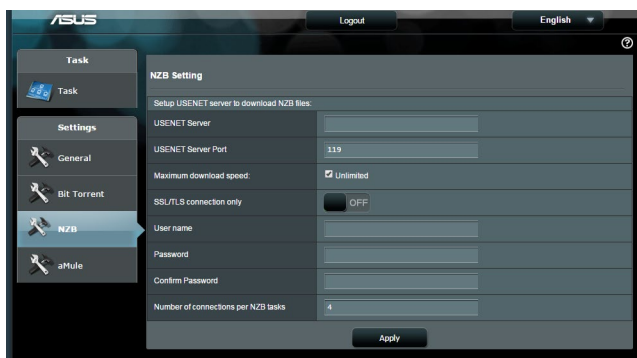 ASUS
Logout
English
Task
Task
Settings
General
Bit Torrent
NZB
aMule
NZB Setting
Setup USENET server to download NZB files:
USENET Server
USENET Server Port
119
Maximum download speed:
Unlimited
SSL/TLS connection only
OFF
User name
Password
Confirm Password
Number of connections per NZB tasks
4
Apply